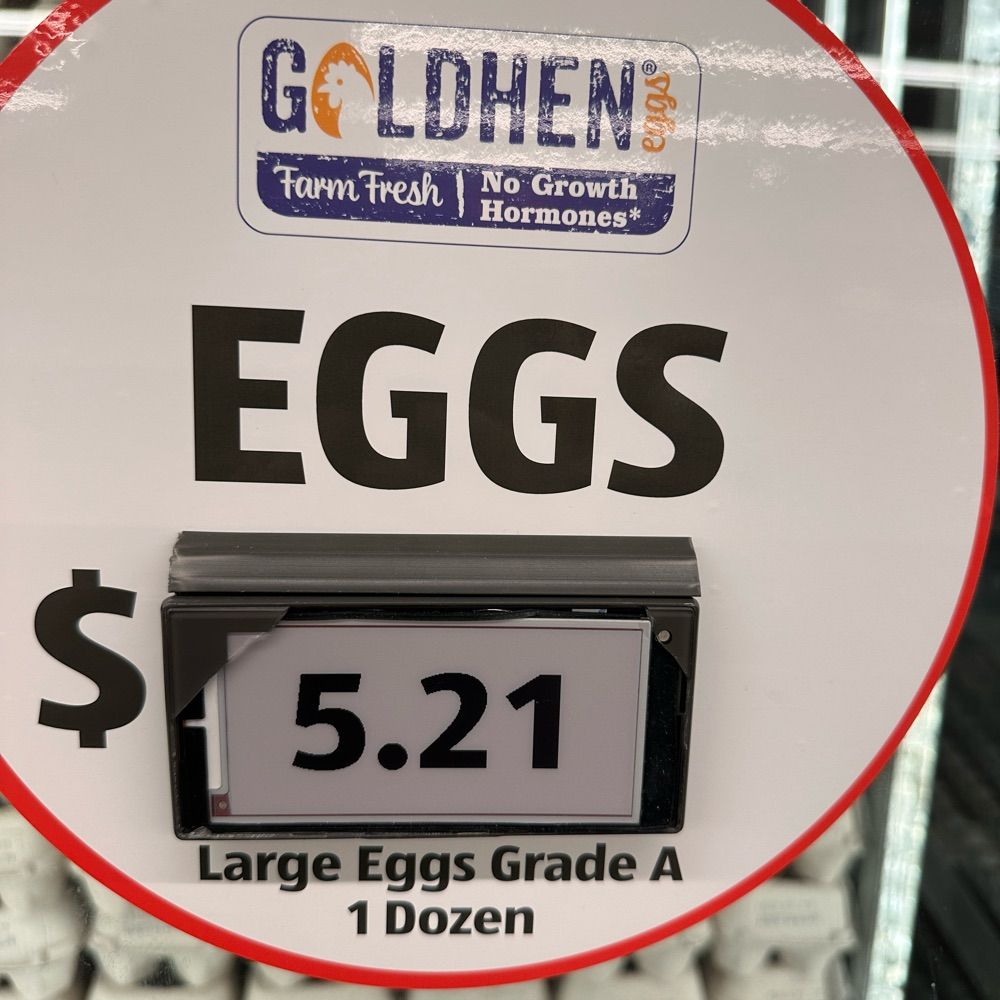 GOLDHEN® eggs
Farm Fresh | No Growth
Hormones*
EGGS
$ 5.21
Large Eggs Grade A
1 Dozen